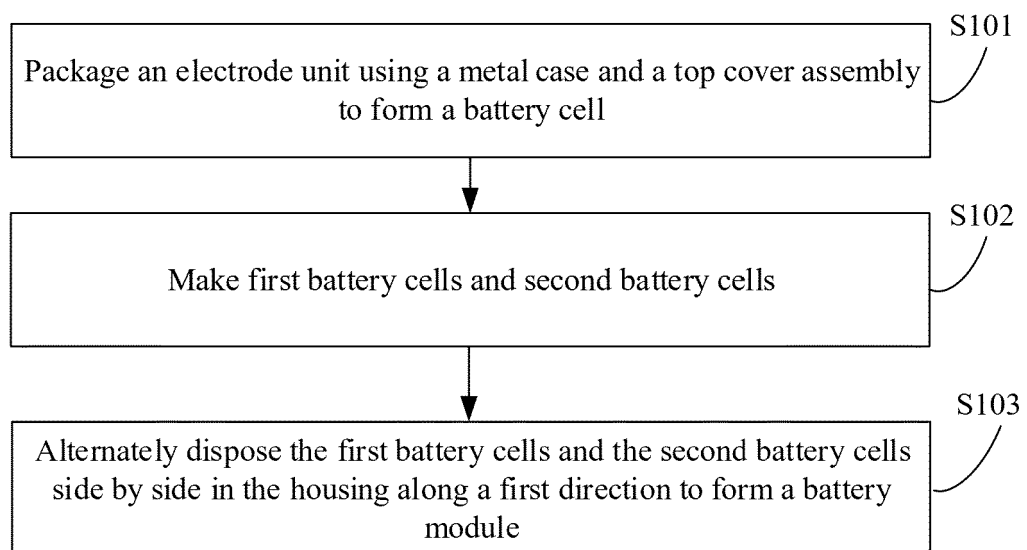 S101
Package an electrode unit using a metal case and a top cover assembly
to form a battery cell
S102
Make first battery cells and second battery cells
S103
Alternately dispose the first battery cells and the second battery cells
side by side in the housing along a first direction to form a battery
module